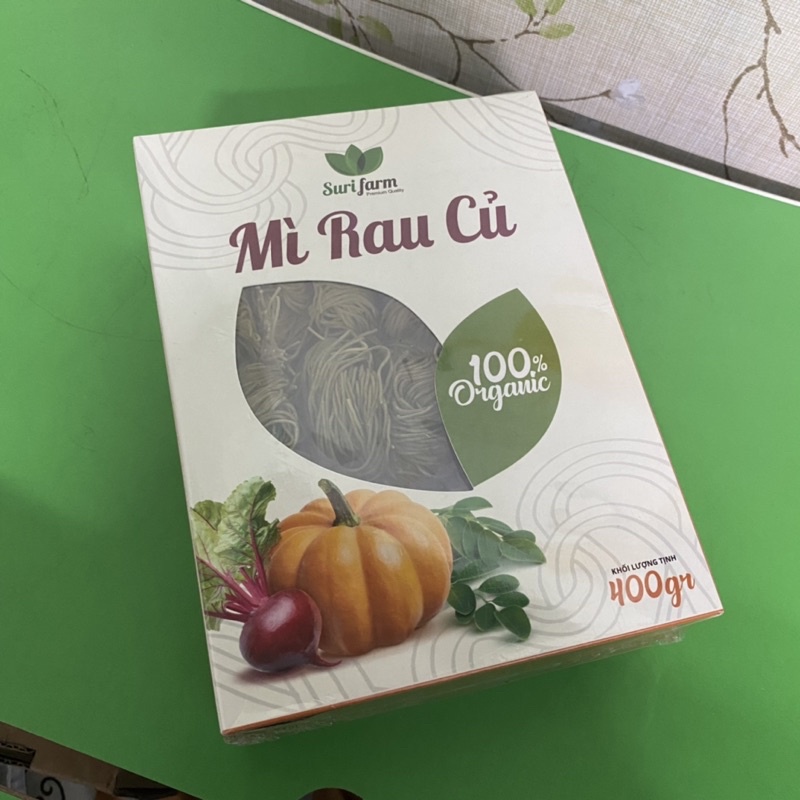 Suri farm
Premium Quality
Mì Rau Củ
100%
Organic
KHỐI LƯỢNG TỊNH
400gr